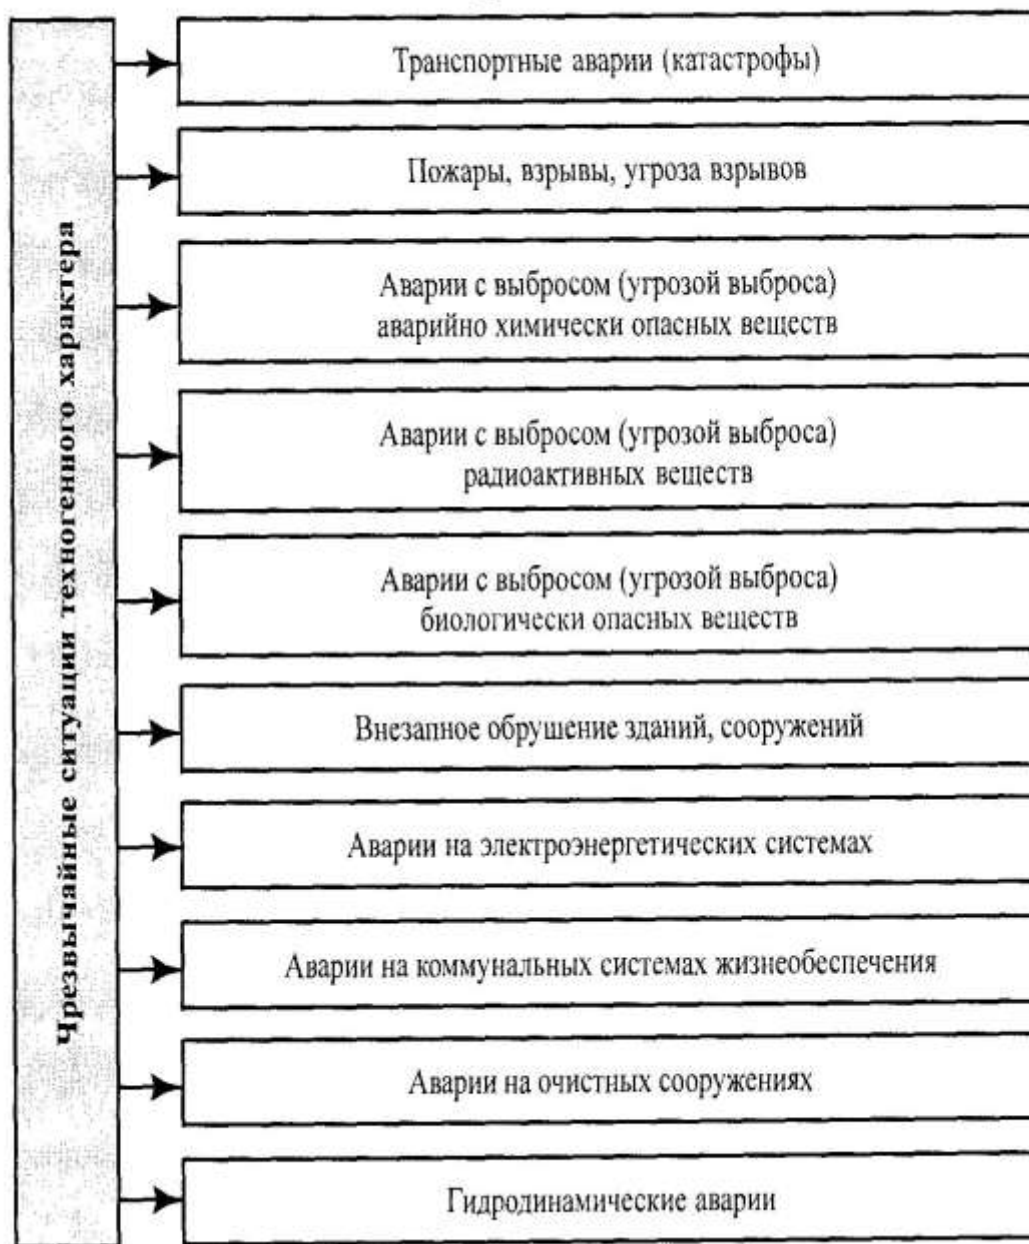 Чрезвычайные ситуации техногенного характера
Транспортные аварии (катастрофы)
Пожары, взрывы, угроза взрывов
Аварии с выбросом (угрозой выброса)
аварийно химически опасных веществ
Аварии с выбросом (угрозой выброса)
радиоактивных веществ
Аварии с выбросом (угрозой выброса)
биологически опасных веществ
Внезапное обрушение зданий, сооружений
Аварии на электроэнергетических системах
Аварии на коммунальных системах жизнеобеспечения
Аварии на очистных сооружениях
Гидродинамические аварии